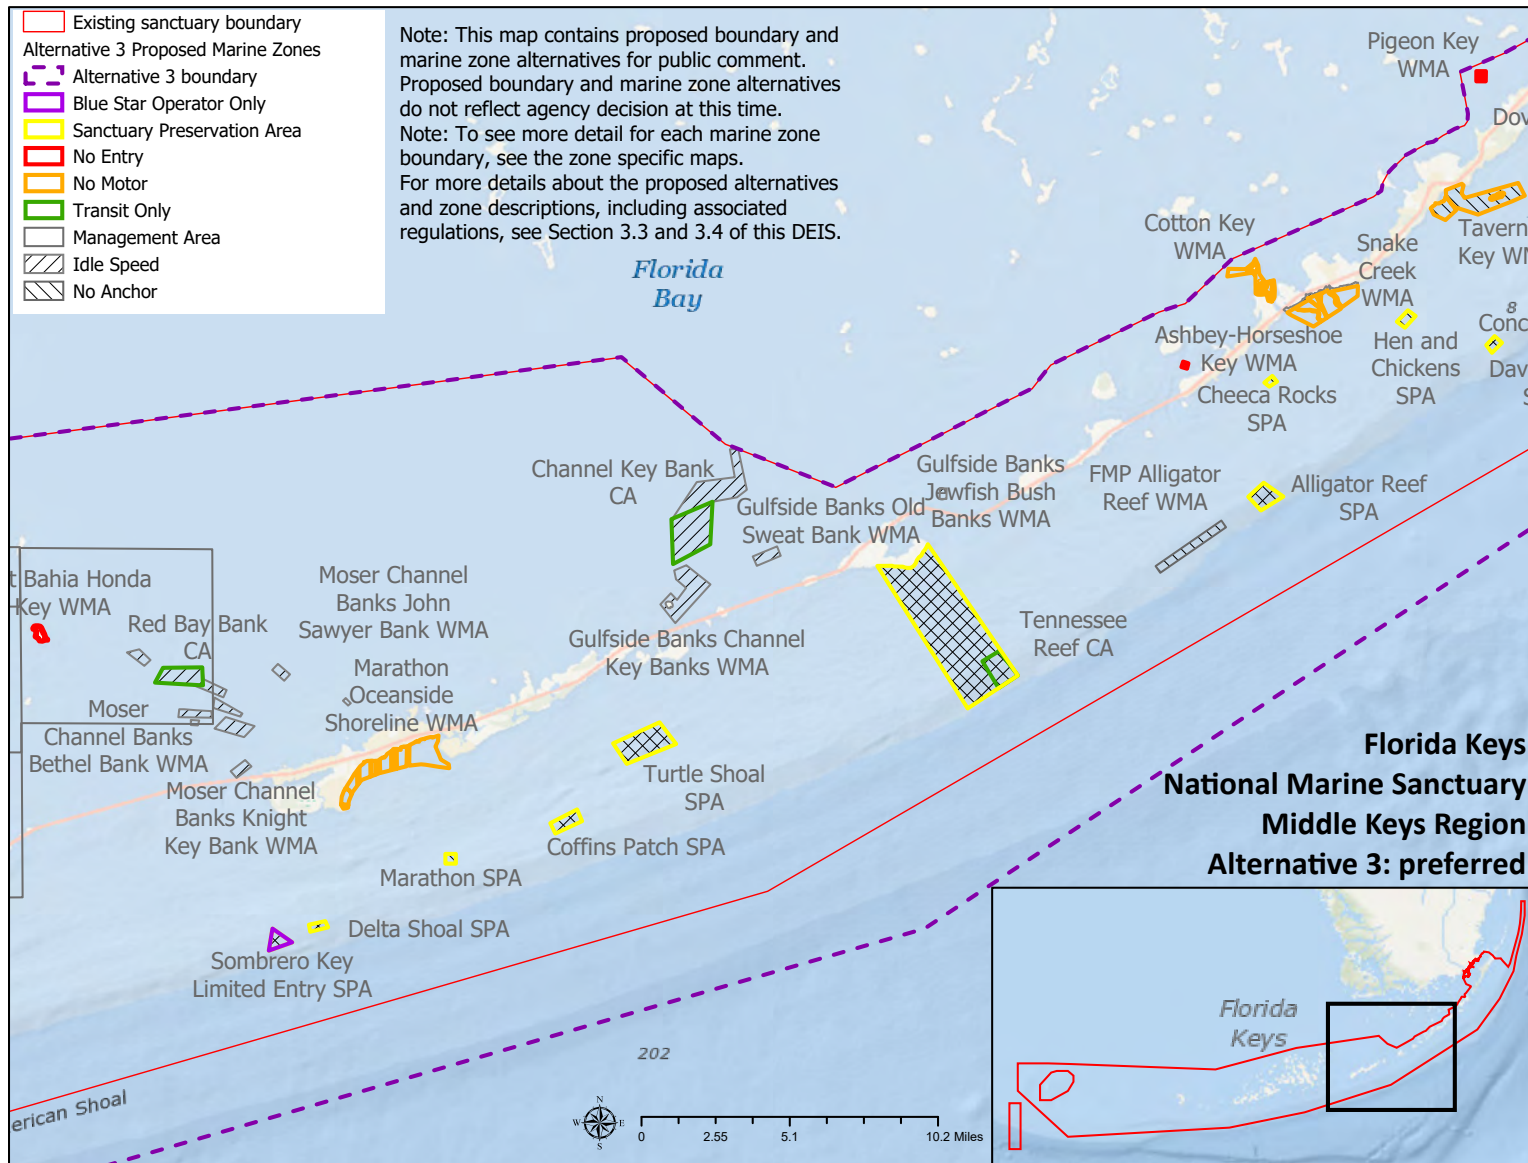 Existing sanctuary boundary
Alternative 3 Proposed Marine Zones
Alternative 3 boundary
Blue Star Operator Only
Sanctuary Preservation Area
No Entry
No Motor
Transit Only
Management Area
Idle Speed
No Anchor
Note: This map contains proposed boundary and
marine zone alternatives for public comment.
Proposed boundary and marine zone alternatives
do not reflect agency decision at this time.
Note: To see more detail for each marine zone
boundary, see the zone specific maps.
For more details about the proposed alternatives
and zone descriptions, including associated
regulations, see Section 3.3 and 3.4 of this DEIS.
Florida
Bay
Pigeon Key
WMA
Dov
Cotton Key
WMA
Snake
Creek
WMA
Tavern
Key WM
Ashbey-Horseshoe
Key WMA
Hen and
Chickens
SPA
8
Conc
Dav
S
Cheeca Rocks
SPA
Channel Key Bank
CA
Gulfside Banks Old
Sweat Bank WMA
Gulfside Banks
Jewfish Bush
Banks WMA
FMP Alligator
Reef WMA
Alligator Reef
SPA
t Bahia Honda
Key WMA
Red Bay Bank
CA
Moser Channel
Banks John
Sawyer Bank WMA
Marathon
Oceanside
Shoreline WMA
Gulfside Banks Channel
Key Banks WMA
Tennessee
Reef CA
Moser
Channel Banks
Bethel Bank WMA
Moser Channel
Banks Knight
Key Bank WMA
Turtle Shoal
SPA
Coffins Patch SPA
Marathon SPA
Delta Shoal SPA
Sombrero Key
Limited Entry SPA
Florida Keys
National Marine Sanctuary
Middle Keys Region
Alternative 3: preferred
Florida
Keys
202
erican Shoal
N
W E
S
0 2.55 5.1 10.2 Miles